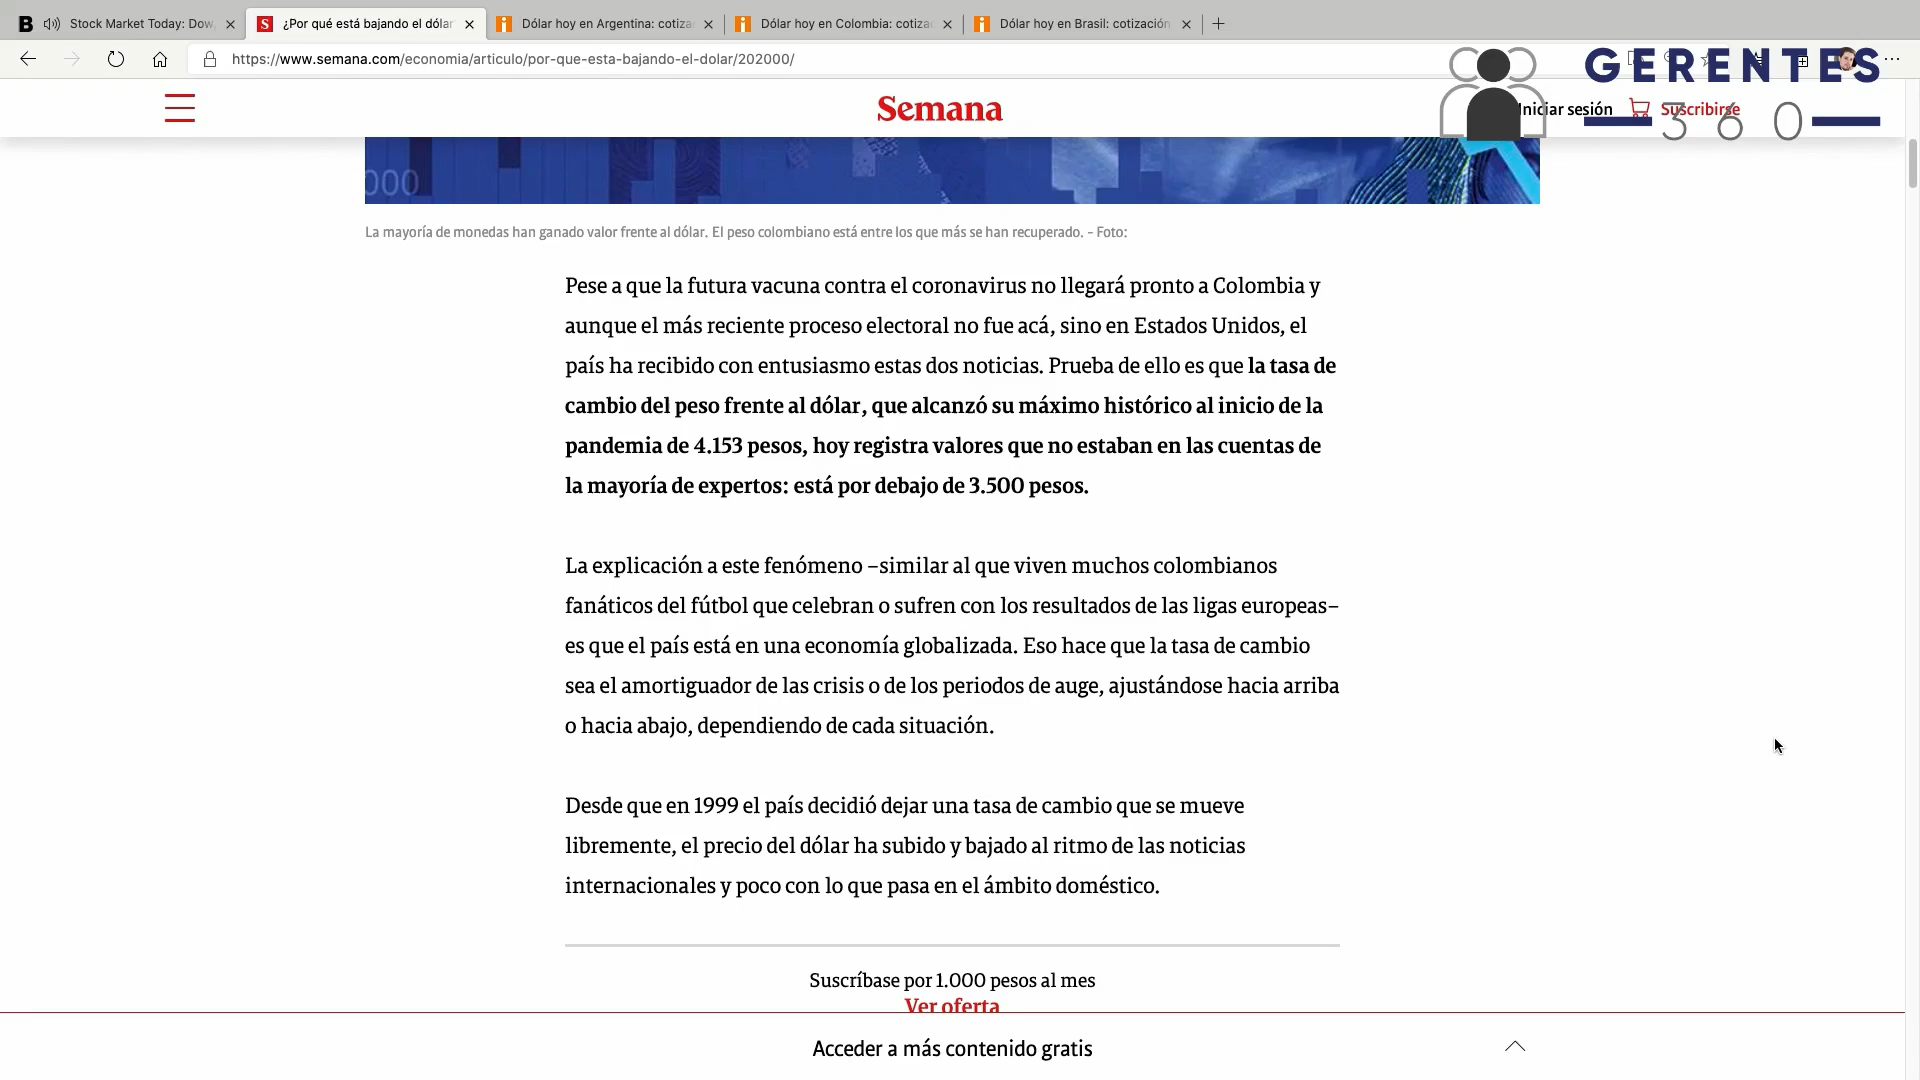 Stock Market Today: Dow,
¿Por qué está bajando el dólar
Dólar hoy en Argentina: cotiza
Dólar hoy en Colombia: cotiza
Dólar hoy en Brasil: cotización
https://www.semana.com/economia/articulo/por-que-esta-bajando-el-dolar/202000/
GERENTES
360
Semana
Iniciar sesión
Suscribirse
000
La mayoría de monedas han ganado valor frente al dólar. El peso colombiano está entre los que más se han recuperado. - Foto:
Pese a que la futura vacuna contra el coronavirus no llegará pronto a Colombia y
aunque el más reciente proceso electoral no fue acá, sino en Estados Unidos, el
país ha recibido con entusiasmo estas dos noticias. Prueba de ello es que la tasa de
cambio del peso frente al dólar, que alcanzó su máximo histórico al inicio de la
pandemia de 4.153 pesos, hoy registra valores que no estaban en las cuentas de
la mayoría de expertos: está por debajo de 3.500 pesos.
La explicación a este fenómeno –similar al que viven muchos colombianos
fanáticos del fútbol que celebran o sufren con los resultados de las ligas europeas–
es que el país está en una economía globalizada. Eso hace que la tasa de cambio
sea el amortiguador de las crisis o de los periodos de auge, ajustándose hacia arriba
o hacia abajo, dependiendo de cada situación.
Desde que en 1999 el país decidió dejar una tasa de cambio que se mueve
libremente, el precio del dólar ha subido y bajado al ritmo de las noticias
internacionales y poco con lo que pasa en el ámbito doméstico.
Suscríbase por 1.000 pesos al mes
Ver oferta
Acceder a más contenido gratis